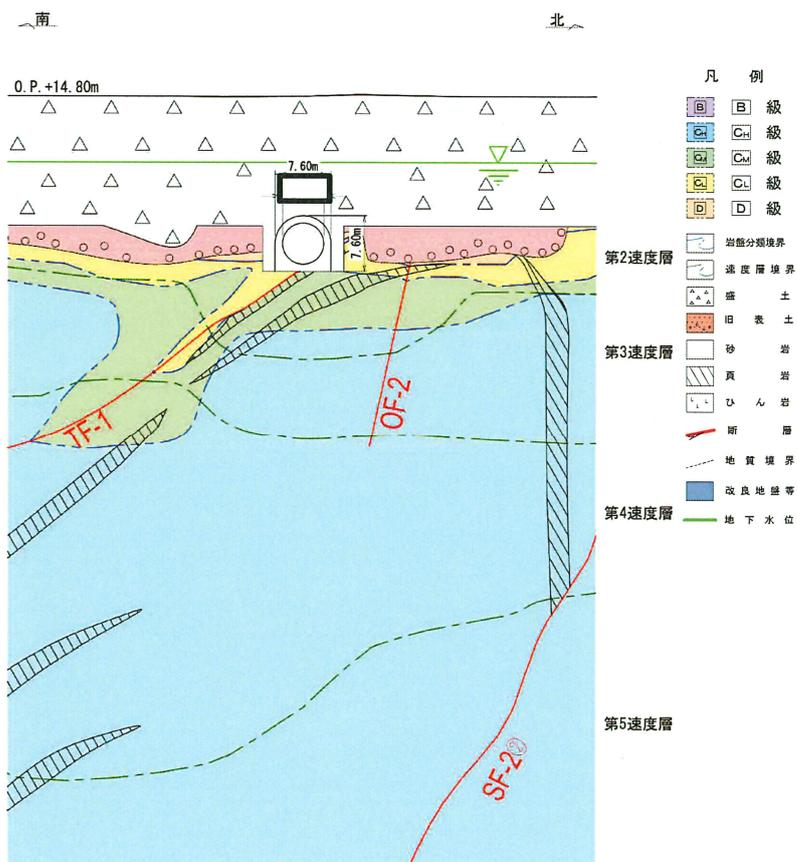 南
北
O.P.+14.80m
7.60m
7.60m
TF-1
OF-2
SF-2②
第2速度層
第3速度層
第4速度層
第5速度層
凡 例
B B 級
CH CH 級
CM CM 級
CL CL 級
D D 級
岩盤分類境界
速度層境界
盛 土
旧表土
砂 岩
頁 岩
ひん岩
断 層
地質境界
改良地盤等
地下水位